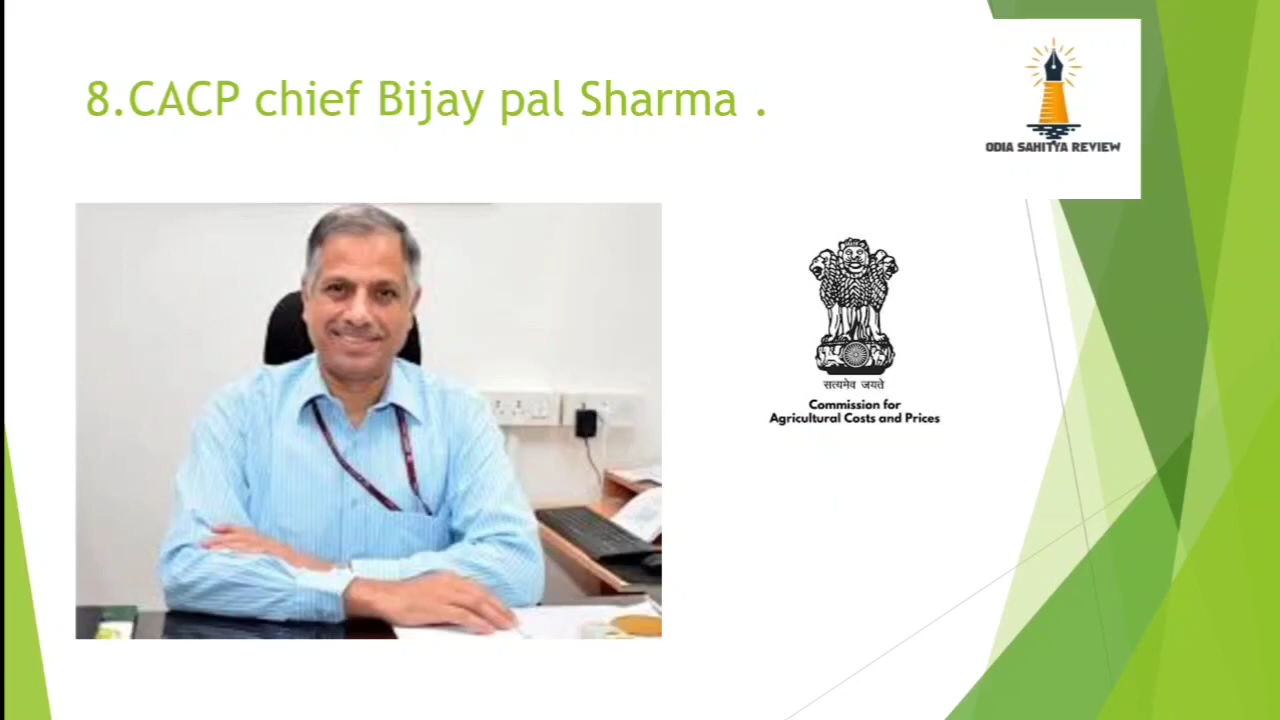 8.CACP chief Bijay pal Sharma .
ODIA SAHITYA REVIEW
सत्यमेव जयते
Commission for
Agricultural Costs and Prices